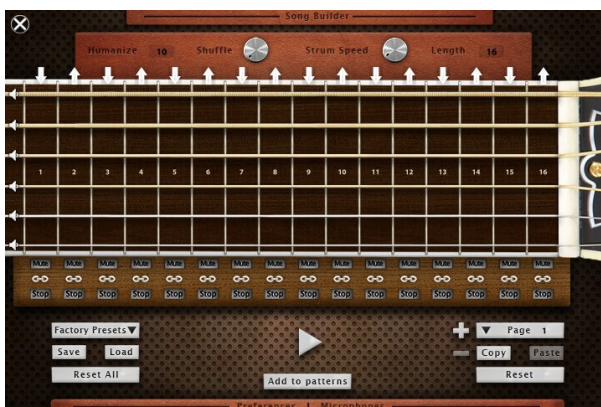 Song Builder
Humanize 10 Shuffle Strum Speed Length 16
1 2 3 4 5 6 7 8 9 10 11 12 13 14 15 16
Mute Mute Mute Mute Mute Mute Mute Mute Mute Mute Mute Mute Mute Mute Mute Mute
Stop Stop Stop Stop Stop Stop Stop Stop Stop Stop Stop Stop Stop Stop Stop Stop
Factory Presets▼ + ▼ Page 1
Save Load − Copy Paste
Reset All Add to patterns Reset
Preferences | Microphones